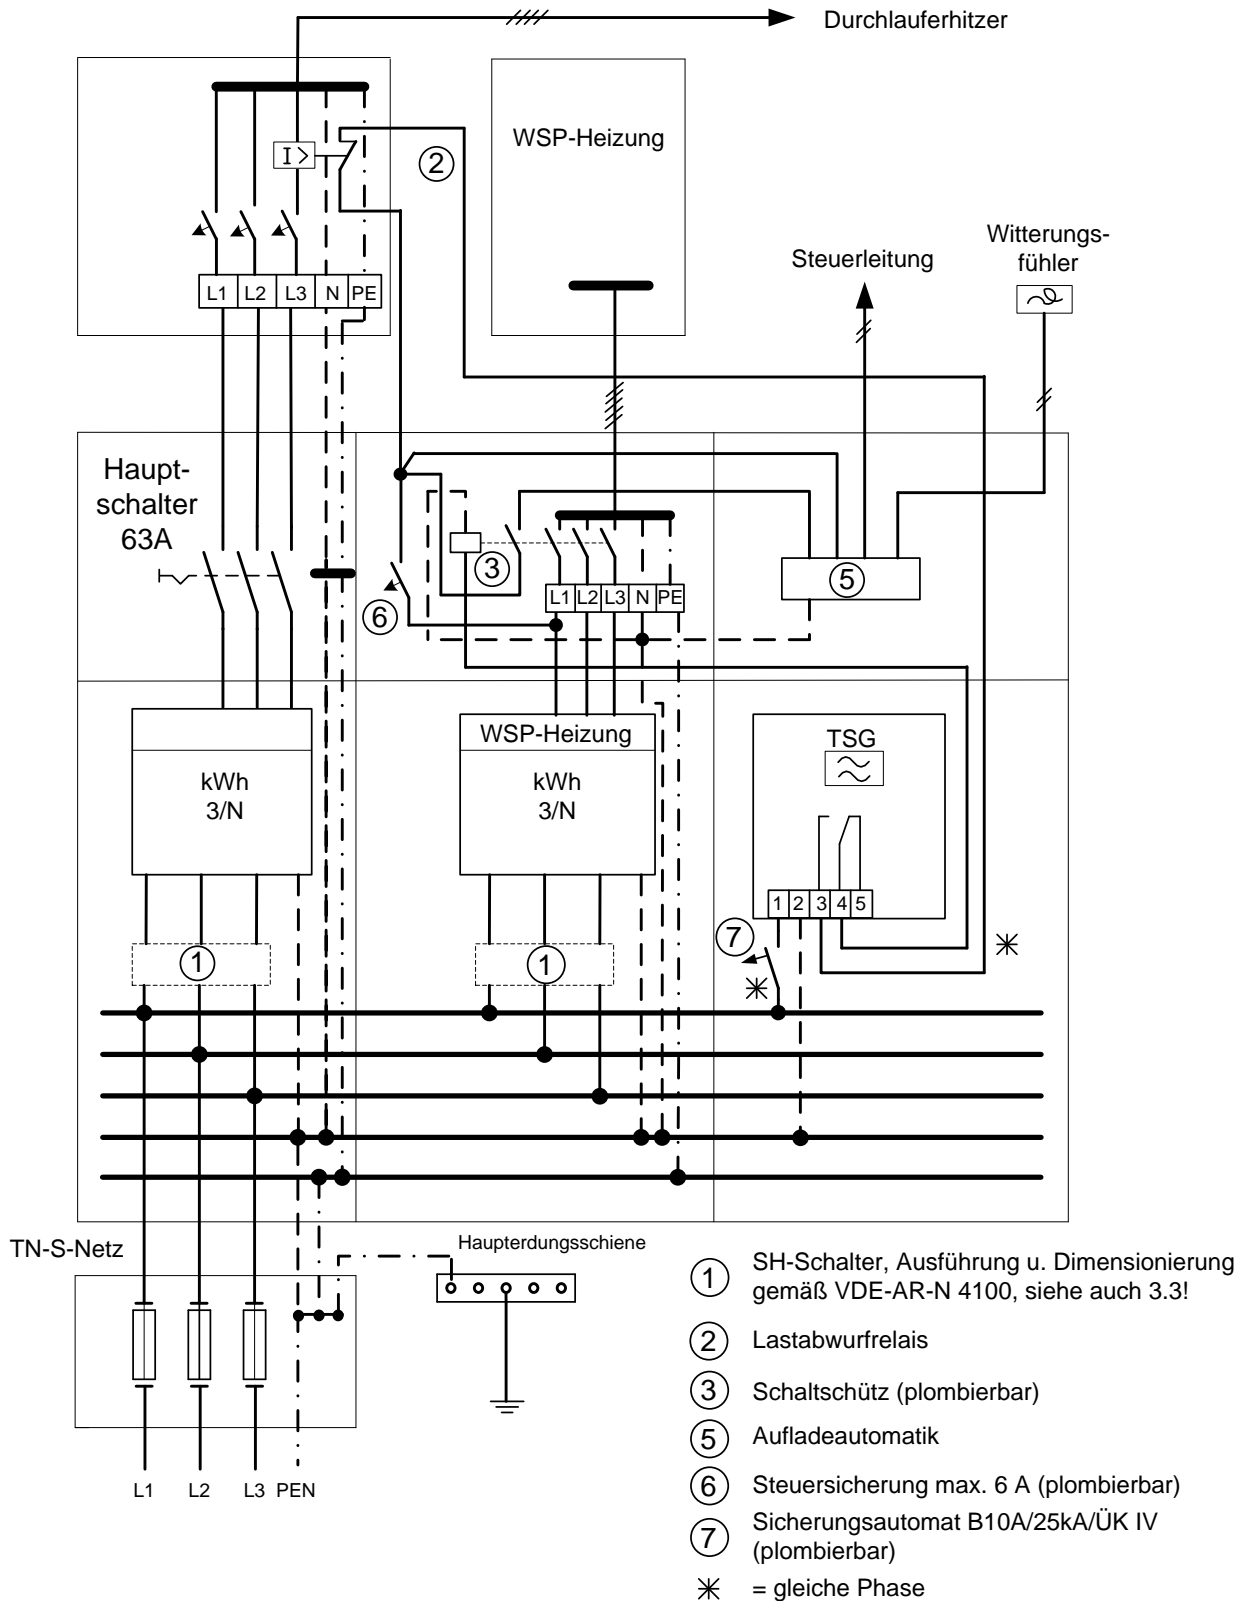 Durchlauferhitzer
WSP-Heizung
2
I >
Steuerleitung
Witterungs-
fühler
L1 L2 L3 N PE
Haupt-
schalter
63A
3
5
6
L1 L2 L3 N PE
WSP-Heizung
kWh
3/N
kWh
3/N
TSG
1 2 3 4 5
7
1
1
TN-S-Netz
Haupterdungsschiene
L1 L2 L3 PEN
1 SH-Schalter, Ausführung u. Dimensionierung
gemäß VDE-AR-N 4100, siehe auch 3.3!
2 Lastabwurfrelais
3 Schaltschütz (plombierbar)
5 Aufladeautomatik
6 Steuersicherung max. 6 A (plombierbar)
7 Sicherungsautomat B10A/25kA/ÜK IV
(plombierbar)
= gleiche Phase